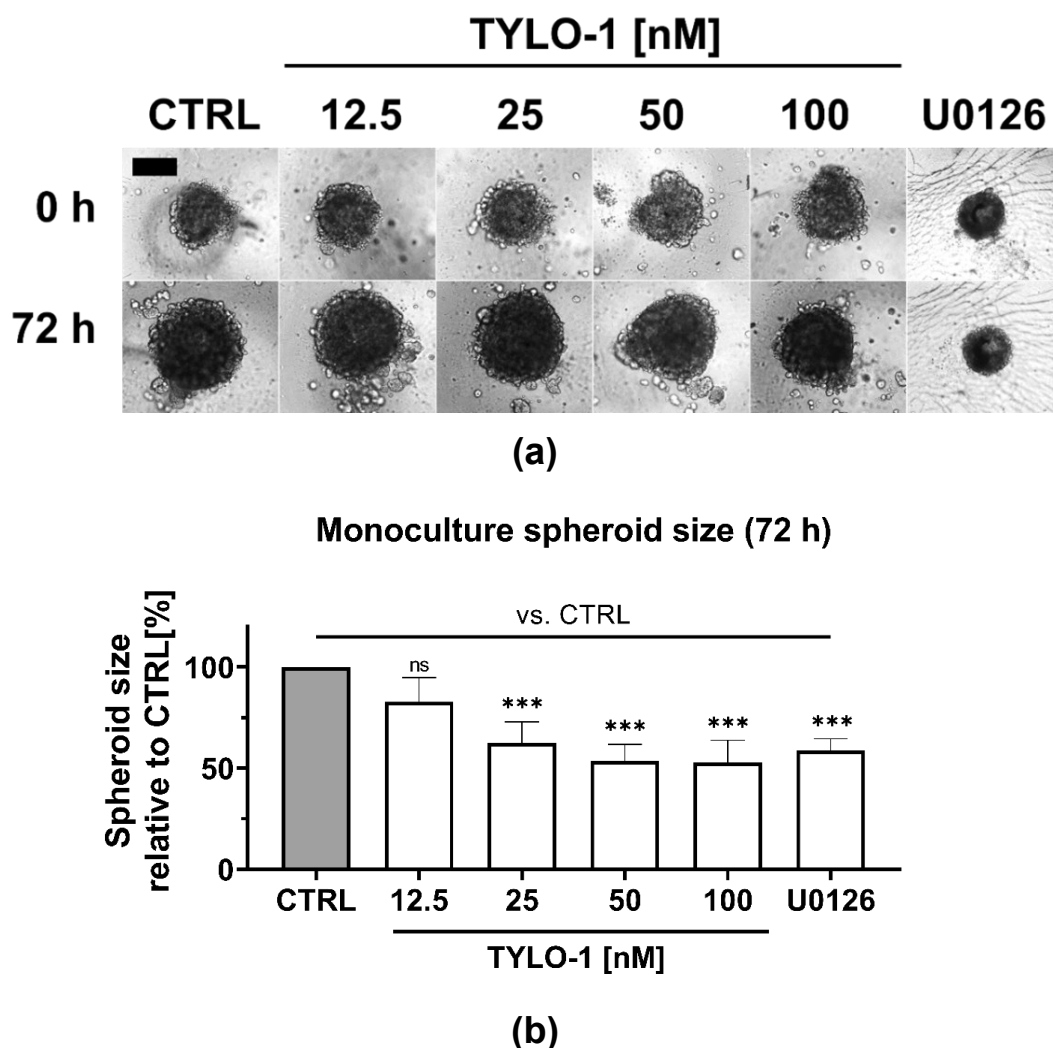 TYLO-1 [nM]
CTRL 12.5 25 50 100 U0126
0 h
72 h
(a)
Monoculture spheroid size (72 h)
vs. CTRL
Spheroid size
relative to CTRL[%]
100
50
0
ns *** *** *** ***
CTRL 12.5 25 50 100 U0126
TYLO-1 [nM]
(b)